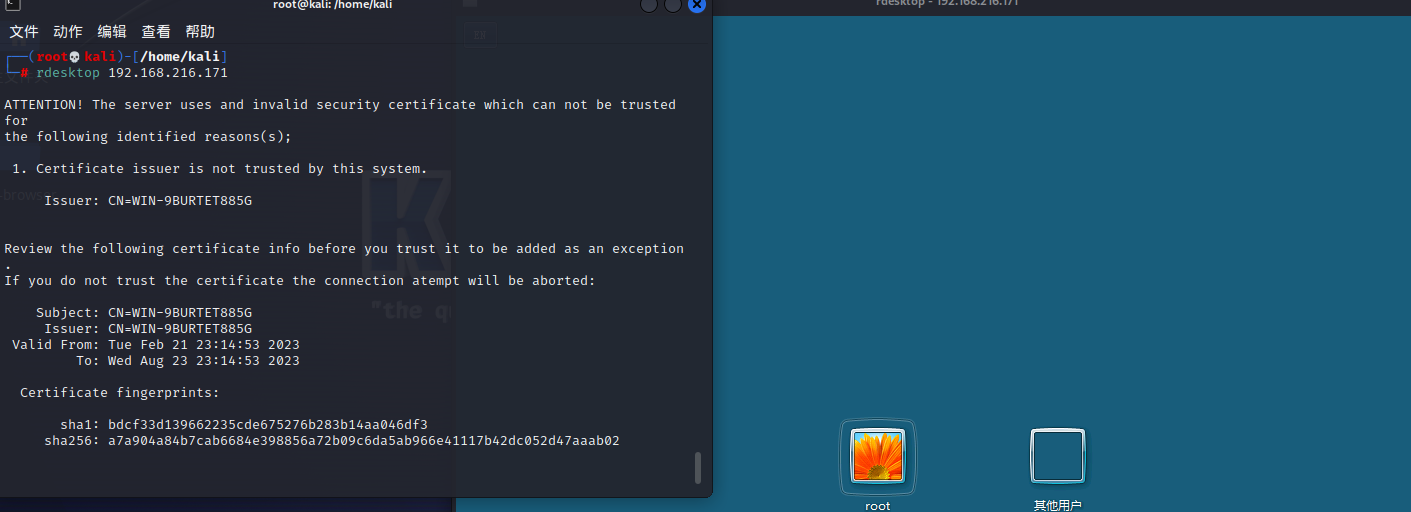 root@kali: /home/kali
rdesktop - 192.168.216.171
文件 动作 编辑 查看 帮助
EN
┌──(root💀kali)-[/home/kali]
└─# rdesktop 192.168.216.171
ATTENTION! The server uses and invalid security certificate which can not be trusted
for
the following identified reasons(s);
1. Certificate issuer is not trusted by this system.
-browser
Issuer: CN=WIN-9BURTET885G
Review the following certificate info before you trust it to be added as an exception
.
If you do not trust the certificate the connection atempt will be aborted:
"the q
Subject: CN=WIN-9BURTET885G
Issuer: CN=WIN-9BURTET885G
Valid From: Tue Feb 21 23:14:53 2023
To: Wed Aug 23 23:14:53 2023
Certificate fingerprints:
sha1: bdcf33d139662235cde675276b283b14aa046df3
sha256: a7a904a84b7cab6684e398856a72b09c6da5ab966e41117b42dc052d47aaab02
root
其他用户